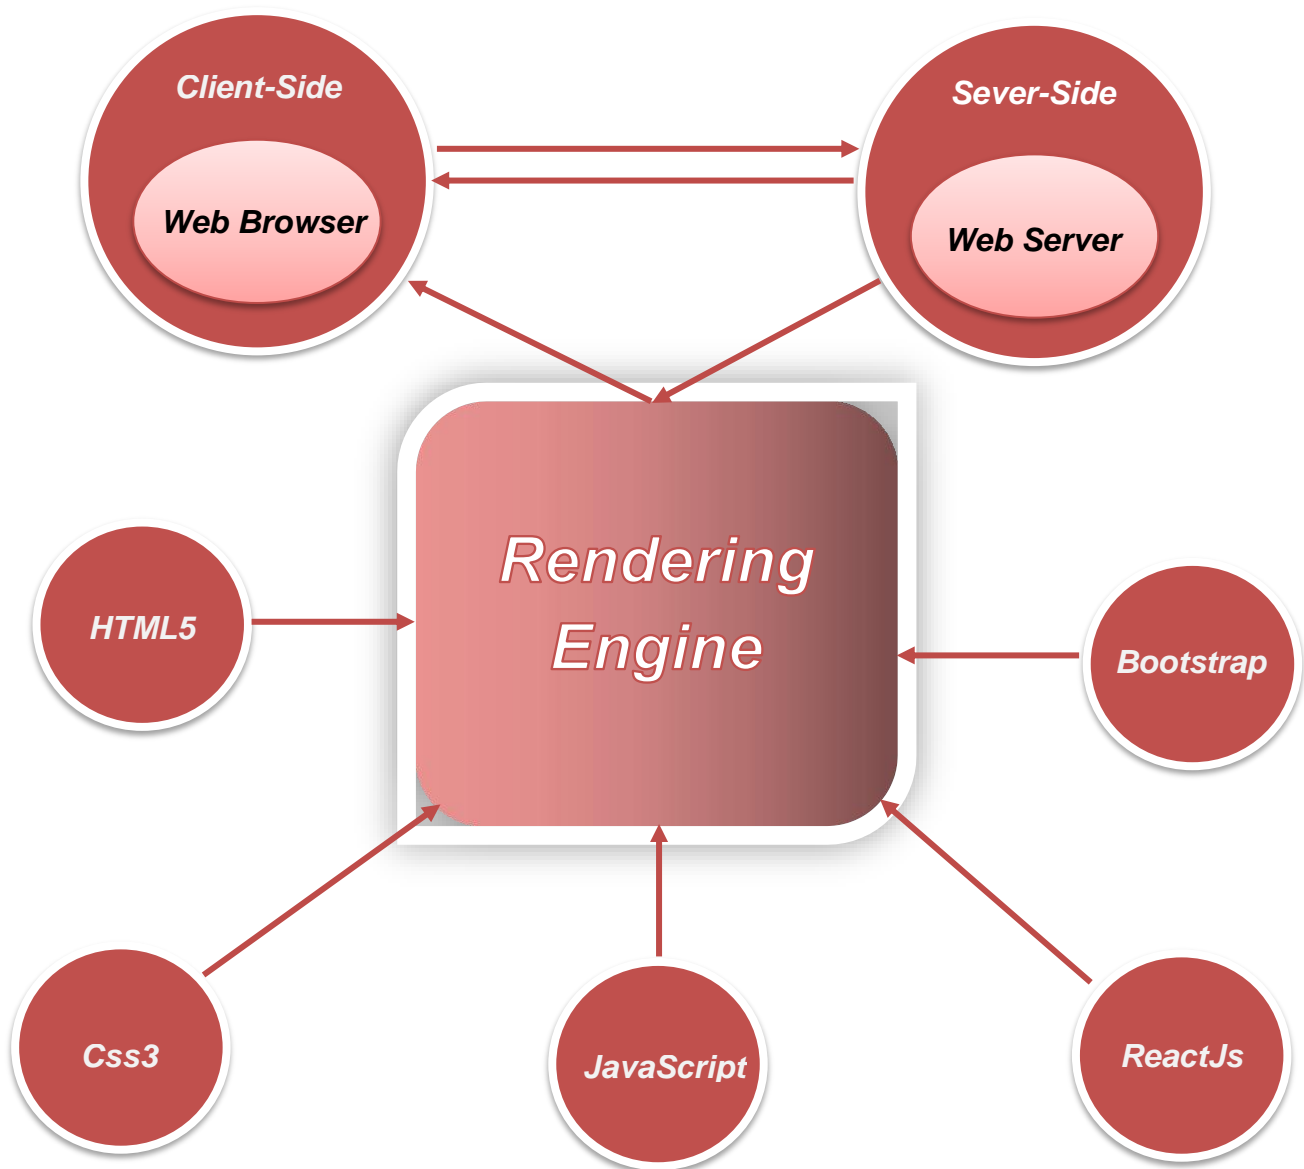 Client-Side
Sever-Side
Web Browser
Web Server
Rendering
Engine
HTML5
Bootstrap
Css3
JavaScript
ReactJs